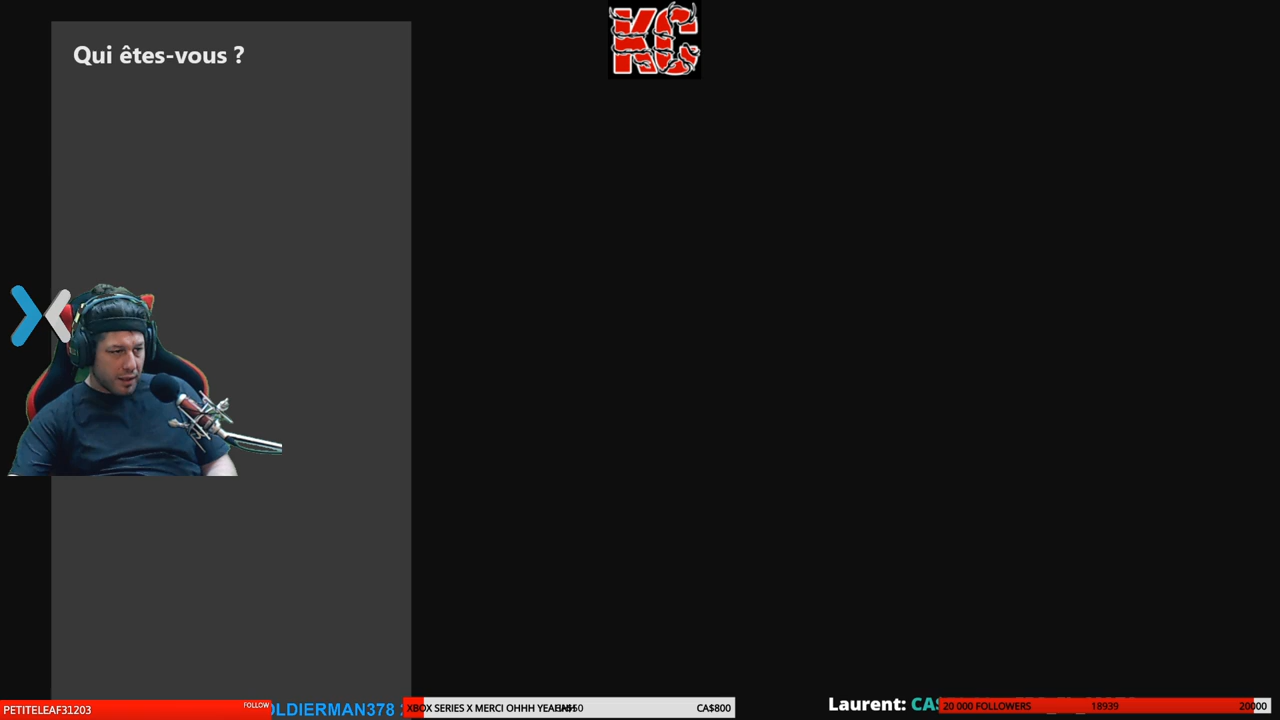 KC
Qui êtes-vous ?
Laurent:
PETITELEAF31203
FOLLOW
OLDIERMAN378
XBOX SERIES X MERCI OHHH YEAHH
CA$800
20 000 FOLLOWERS
18939
20000